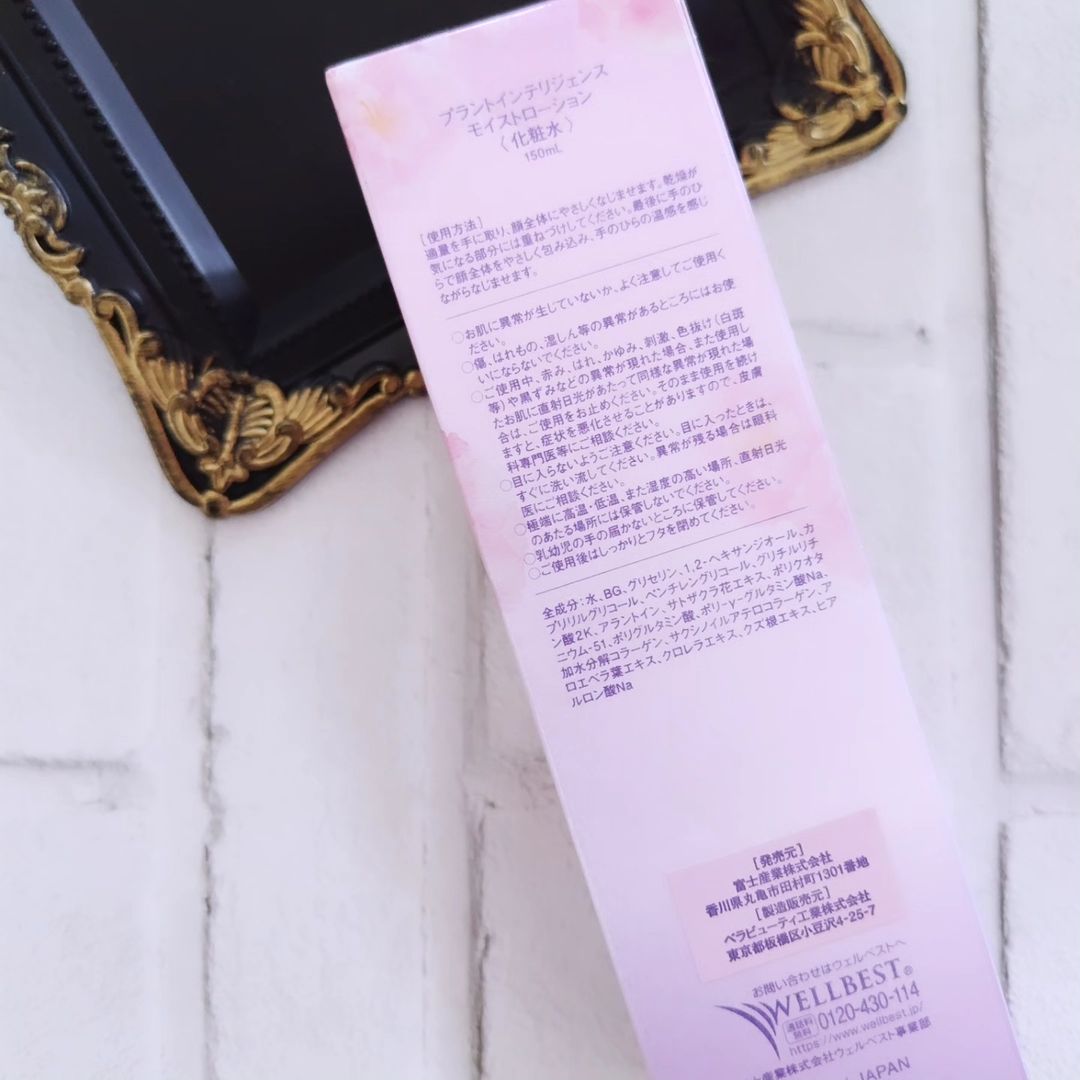 プラントインテリジェンス
モイストローション
〈化粧水〉
150mL
[使用方法]
適量を手に取り、顔全体にやさしくなじませます。乾燥が
気になる部分には重ねづけしてください。最後に手のひ
らで顔全体をやさしく包み込み、手のひらの温感を感じ
ながらなじませます。
○お肌に異常が生じていないか、よく注意してご使用く
ださい。
○傷、はれもの、湿しん等の異常があるところにはお使
いにならないでください。
○ご使用中、赤み、はれ、かゆみ、刺激、色抜け(白斑
等)や黒ずみなどの異常が現れた場合、また使用し
たお肌に直射日光があたって同様な異常が現れた場
合は、ご使用をお止めください。そのまま使用を続け
ますと、症状を悪化させることがありますので、皮膚
科専門医等にご相談ください。
○目に入らないようご注意ください。目に入ったときは、
すぐに洗い流してください。異常が残る場合は眼科
医にご相談ください。
○極端に高温・低温、また湿度の高い場所、直射日光
のあたる場所には保管しないでください。
○乳幼児の手の届かないところに保管してください。
○ご使用後はしっかりとフタを閉めてください。
全成分:水、BG、グリセリン、1,2-ヘキサンジオール、カ
プリリルグリコール、ペンチレングリコール、グリチルリチ
ン酸2K、アラントイン、サトザクラ花エキス、ポリクオタ
ニウム-51、ポリグルタミン酸、ポリ-γ-グルタミン酸Na、
加水分解コラーゲン、サクシノイルアテロコラーゲン、ア
ロエベラ葉エキス、クロレラエキス、クズ根エキス、ヒア
ルロン酸Na
[発売元]
富士産業株式会社
香川県丸亀市田村町1301番地
[製造販売元]
ベラビューティ工業株式会社
東京都板橋区小豆沢4-25-7
お問い合わせはウェルベストへ
WELLBEST®
通話料
無料
0120-430-114
https://www.wellbest.jp/
産業株式会社ウェルベスト事業部
JAPAN